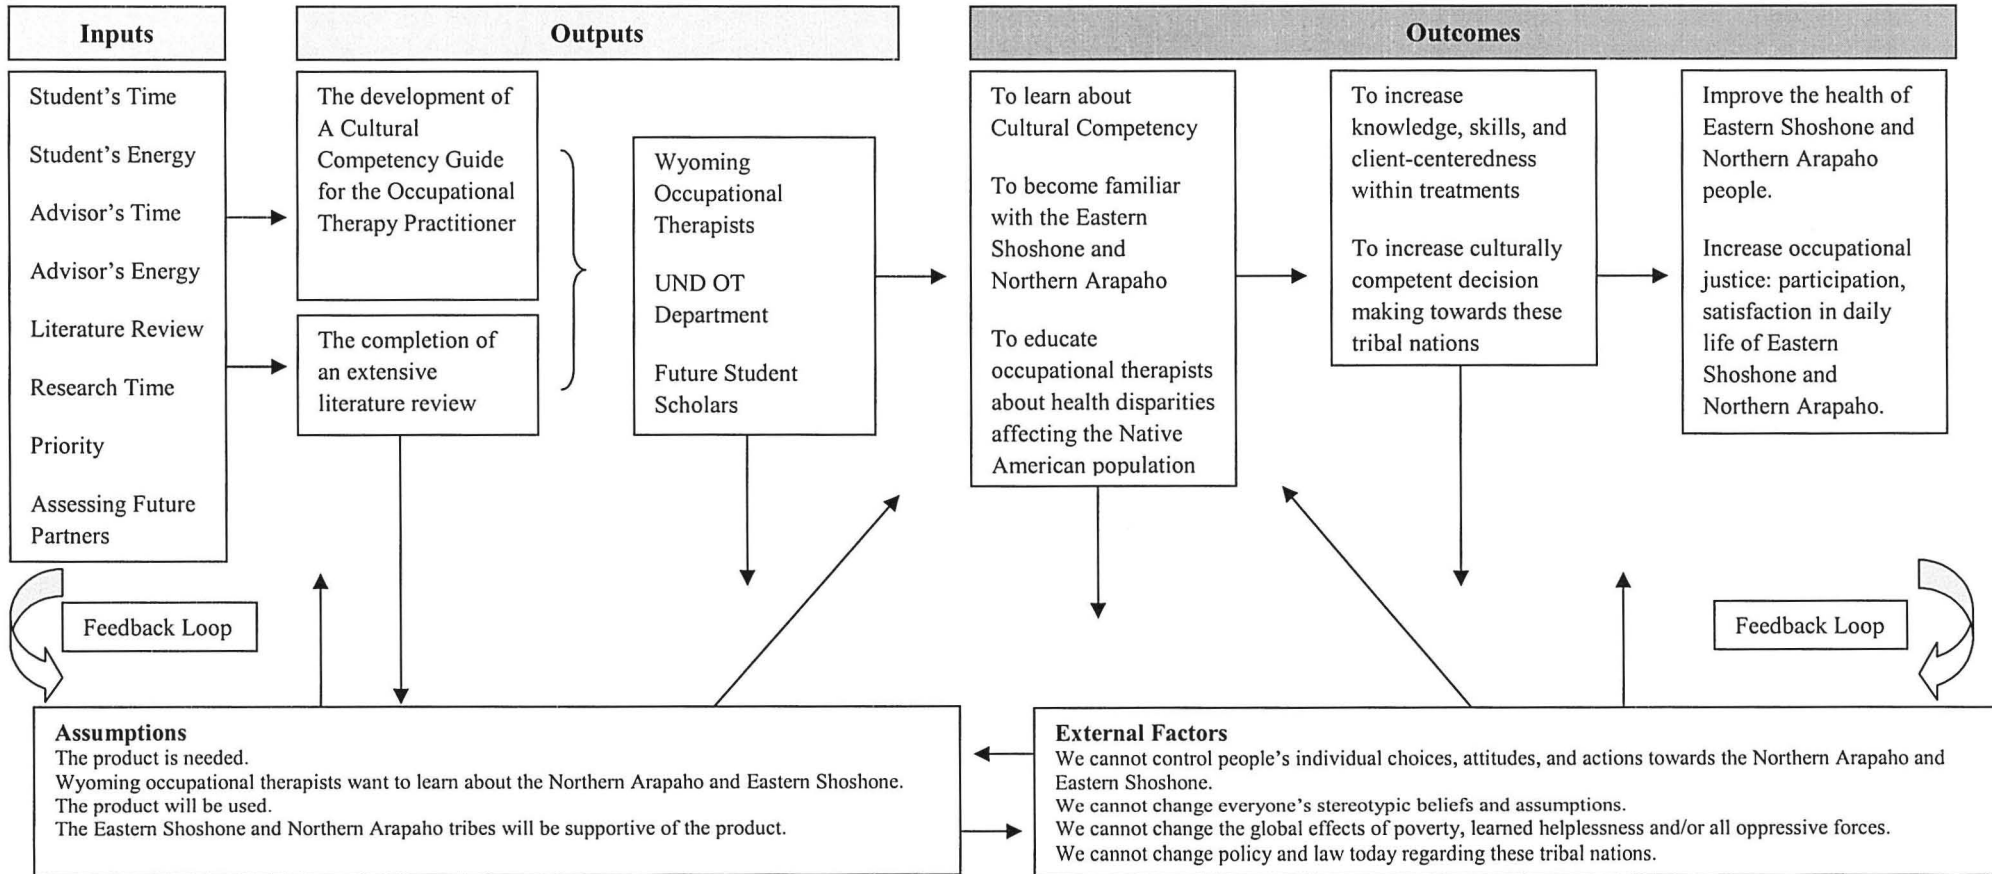 Inputs
Outputs
Outcomes
Student's Time
Student's Energy
Advisor's Time
Advisor's Energy
Literature Review
Research Time
Priority
Assessing Future
Partners
The development of
A Cultural
Competency Guide
for the Occupational
Therapy Practitioner
The completion of
an extensive
literature review
Wyoming
Occupational
Therapists
UND OT
Department
Future Student
Scholars
To learn about
Cultural Competency
To become familiar
with the Eastern
Shoshone and
Northern Arapaho
To educate
occupational therapists
about health disparities
affecting the Native
American population
To increase
knowledge, skills, and
client-centeredness
within treatments
To increase culturally
competent decision
making towards these
tribal nations
Improve the health of
Eastern Shoshone and
Northern Arapaho
people.
Increase occupational
justice: participation,
satisfaction in daily
life of Eastern
Shoshone and
Northern Arapaho.
Feedback Loop
Feedback Loop
Assumptions
The product is needed.
Wyoming occupational therapists want to learn about the Northern Arapaho and Eastern Shoshone.
The product will be used.
The Eastern Shoshone and Northern Arapaho tribes will be supportive of the product.
External Factors
We cannot control people's individual choices, attitudes, and actions towards the Northern Arapaho and
Eastern Shoshone.
We cannot change everyone's stereotypic beliefs and assumptions.
We cannot change the global effects of poverty, learned helplessness and/or all oppressive forces.
We cannot change policy and law today regarding these tribal nations.